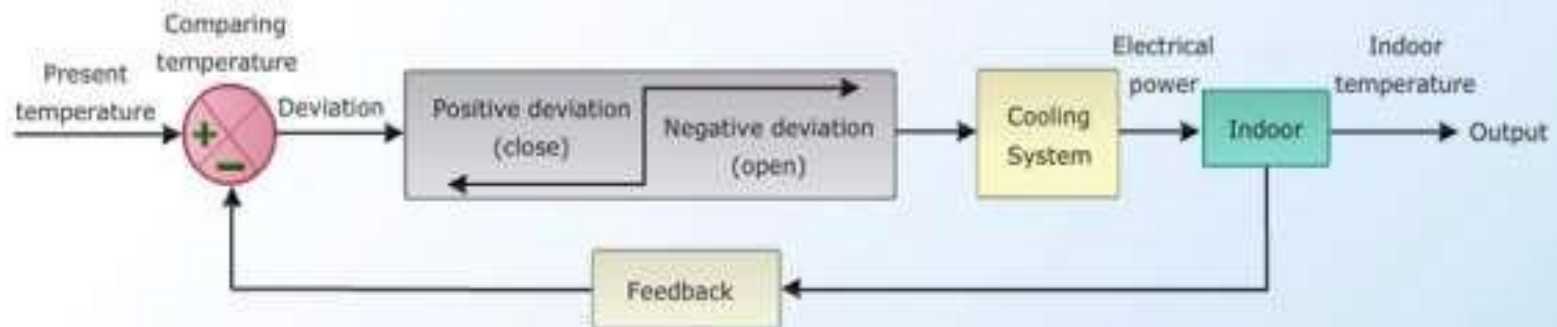 Present
temperature
Comparing
temperature
+
−
Deviation
Positive deviation
(close)
Negative deviation
(open)
Cooling
System
Electrical
power
Indoor
Indoor
temperature
Output
Feedback